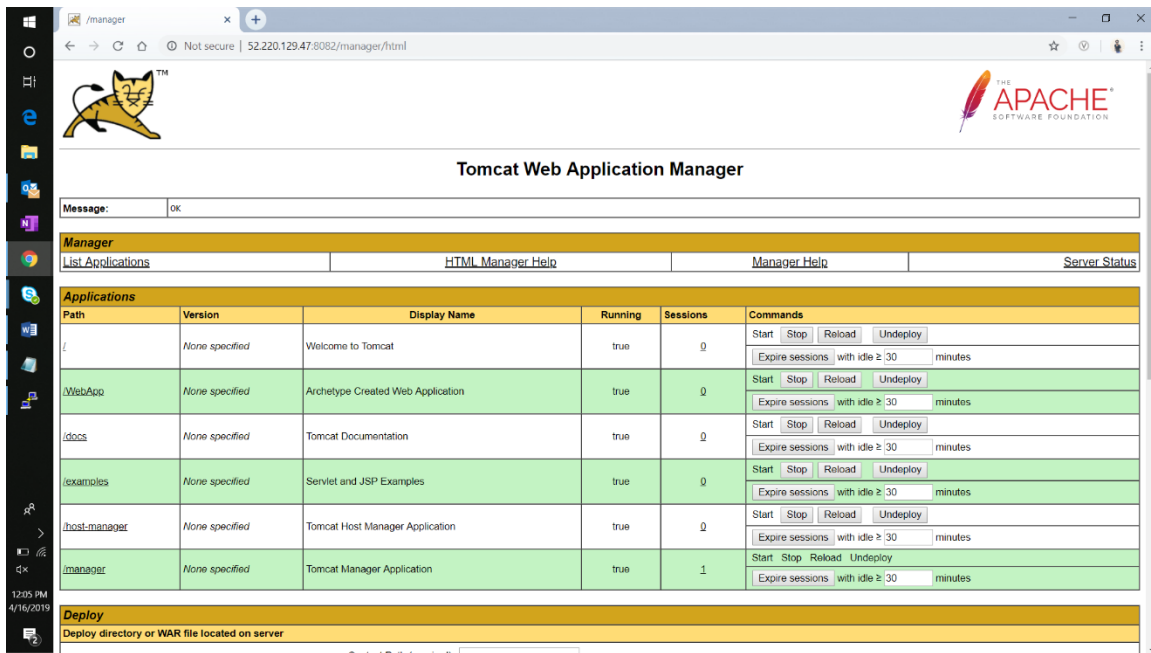 /manager
Not secure | 52.220.129.47:8082/manager/html
TM
THE
APACHE®
SOFTWARE FOUNDATION
Tomcat Web Application Manager
Message: OK
Manager
List Applications HTML Manager Help Manager Help Server Status
Applications
Path Version Display Name Running Sessions Commands
/ None specified Welcome to Tomcat true 0 Start Stop Reload Undeploy
Expire sessions with idle ≥ 30 minutes
/WebApp None specified Archetype Created Web Application true 0 Start Stop Reload Undeploy
Expire sessions with idle ≥ 30 minutes
/docs None specified Tomcat Documentation true 0 Start Stop Reload Undeploy
Expire sessions with idle ≥ 30 minutes
/examples None specified Servlet and JSP Examples true 0 Start Stop Reload Undeploy
Expire sessions with idle ≥ 30 minutes
/host-manager None specified Tomcat Host Manager Application true 0 Start Stop Reload Undeploy
Expire sessions with idle ≥ 30 minutes
/manager None specified Tomcat Manager Application true 1 Start Stop Reload Undeploy
Expire sessions with idle ≥ 30 minutes
Deploy
Deploy directory or WAR file located on server
12:05 PM
4/16/2019
2